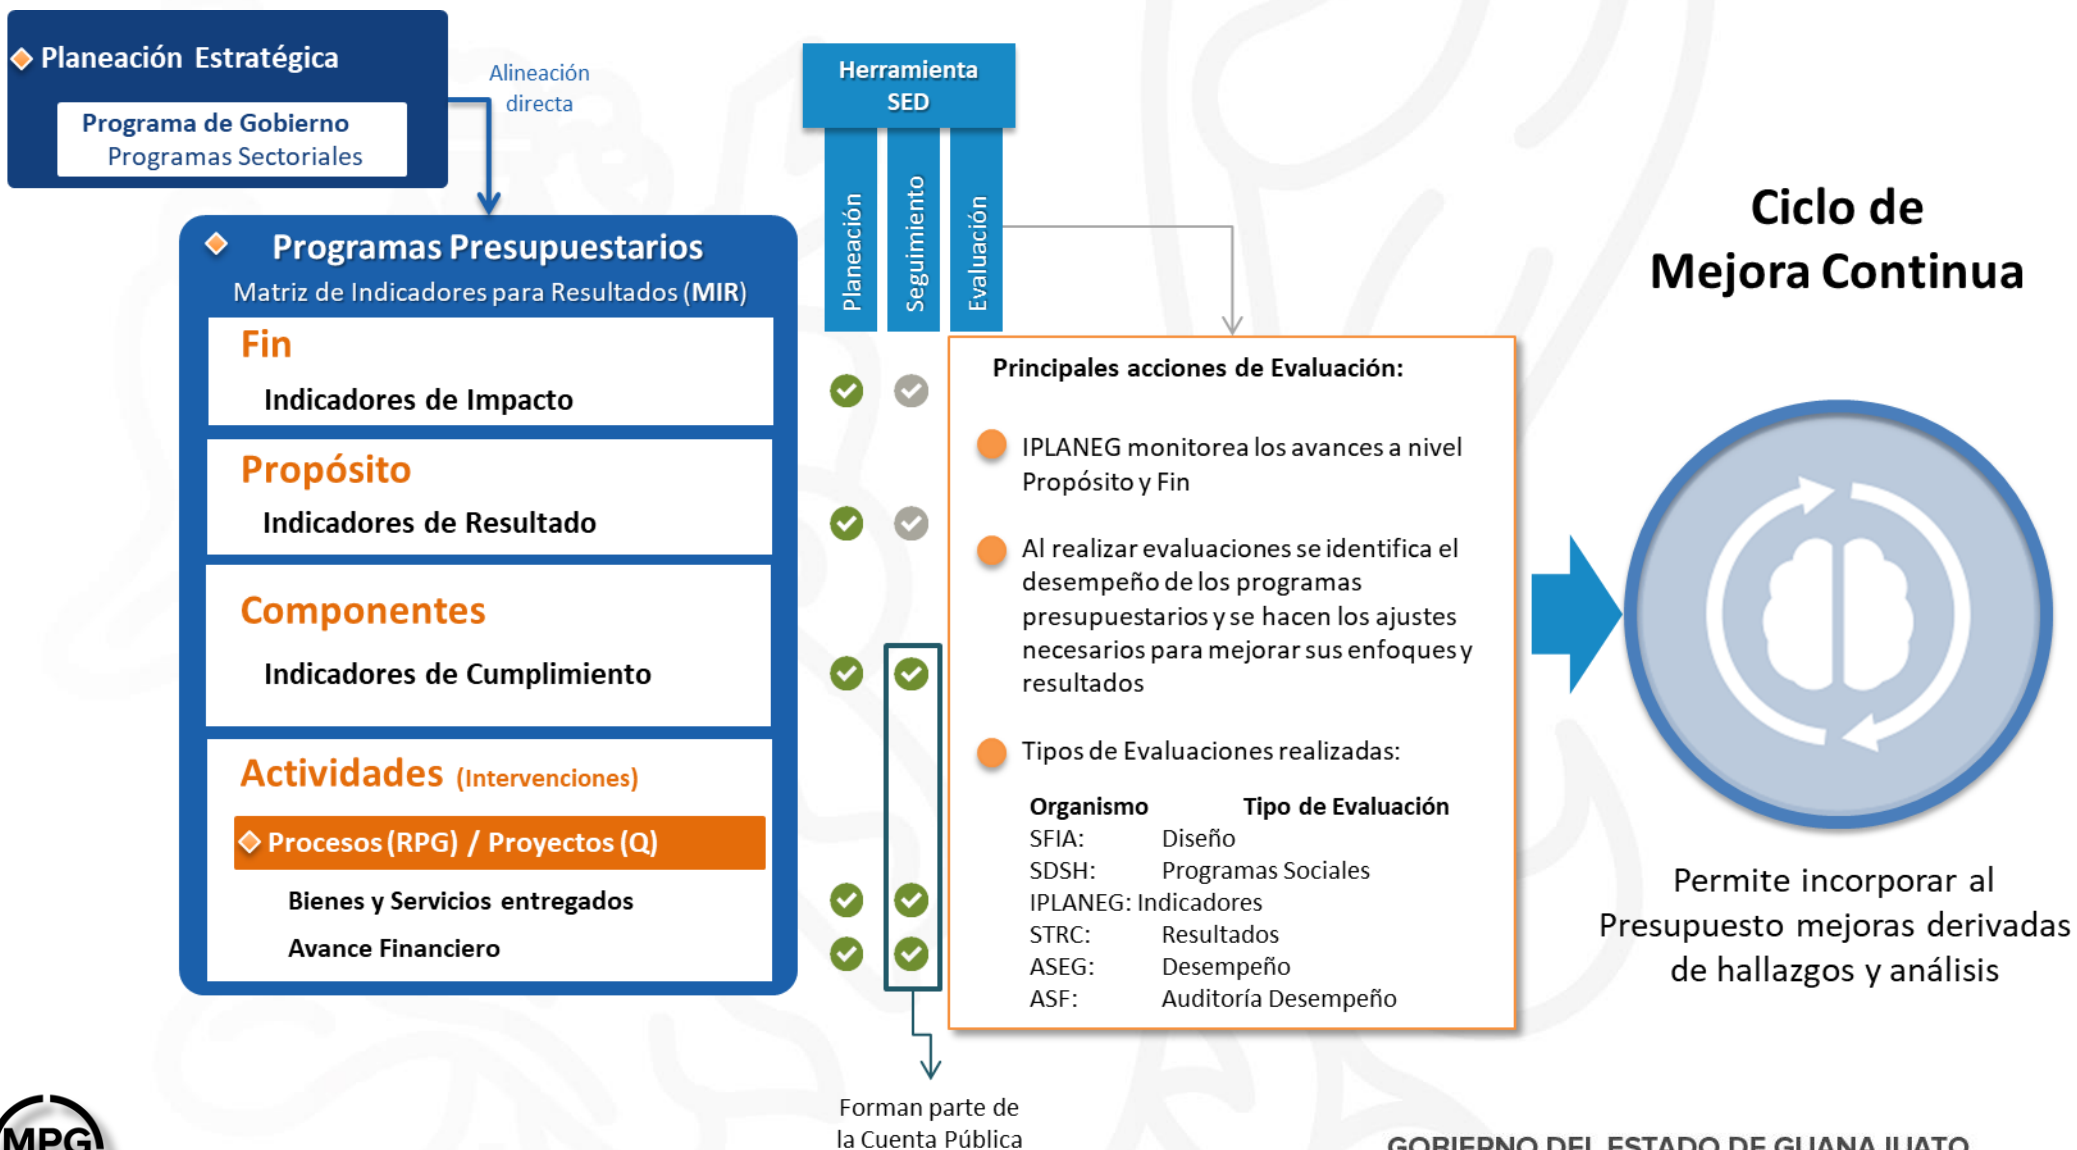 Planeación Estratégica
Programa de Gobierno
Programas Sectoriales
Alineación
directa
Programas Presupuestarios
Matriz de Indicadores para Resultados (MIR)
Fin
Indicadores de Impacto
Propósito
Indicadores de Resultado
Componentes
Indicadores de Cumplimiento
Actividades (Intervenciones)
Procesos (RPG) / Proyectos (Q)
Bienes y Servicios entregados
Avance Financiero
Herramienta
SED
Planeación
Seguimiento
Evaluación
Forman parte de
la Cuenta Pública
Principales acciones de Evaluación:
IPLANEG monitorea los avances a nivel
Propósito y Fin
Al realizar evaluaciones se identifica el
desempeño de los programas
presupuestarios y se hacen los ajustes
necesarios para mejorar sus enfoques y
resultados
Tipos de Evaluaciones realizadas:
Organismo Tipo de Evaluación
SFIA: Diseño
SDSH: Programas Sociales
IPLANEG: Indicadores
STRC: Resultados
ASEG: Desempeño
ASF: Auditoría Desempeño
Ciclo de
Mejora Continua
Permite incorporar al
Presupuesto mejoras derivadas
de hallazgos y análisis
MPG
GOBIERNO DEL ESTADO DE GUANAJUATO